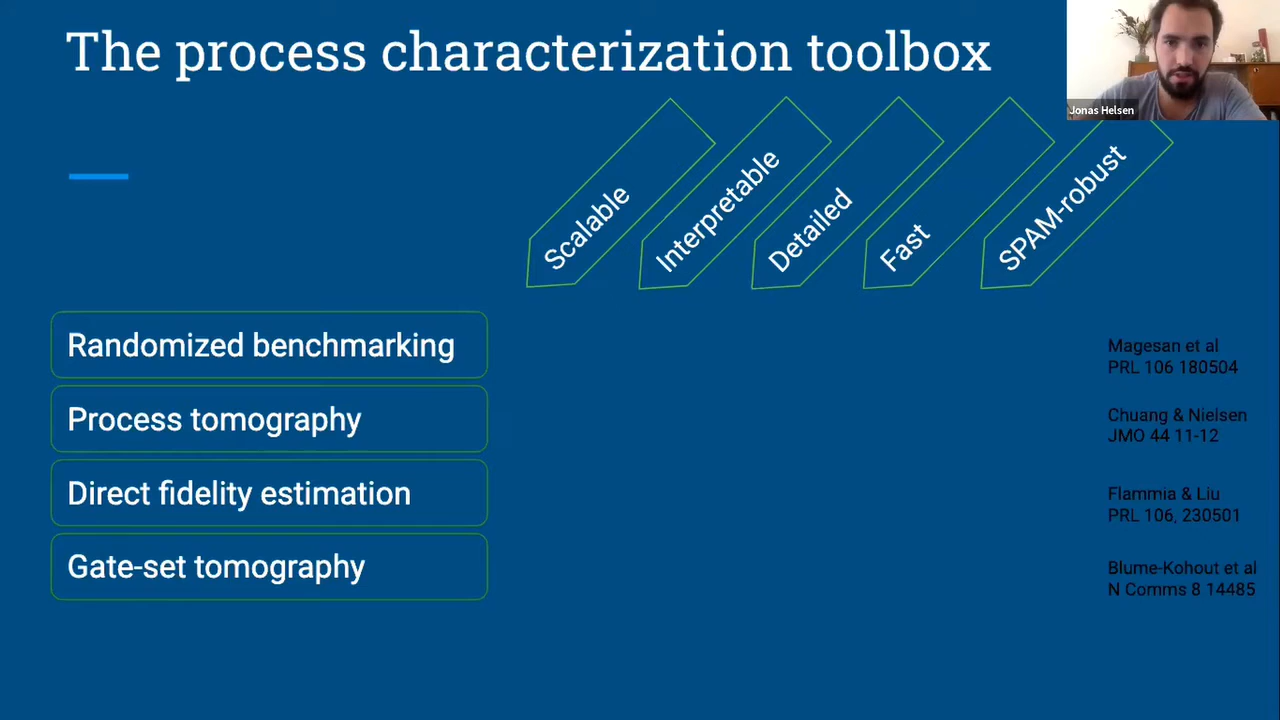 The process characterization toolbox
Jonas Helsen
Scalable
Interpretable
Detailed
Fast
SPAM-robust
Randomized benchmarking
Magesan et al
PRL 106 180504
Process tomography
Chuang & Nielsen
JMO 44 11-12
Direct fidelity estimation
Flammia & Liu
PRL 106, 230501
Gate-set tomography
Blume-Kohout et al
N Comms 8 14485